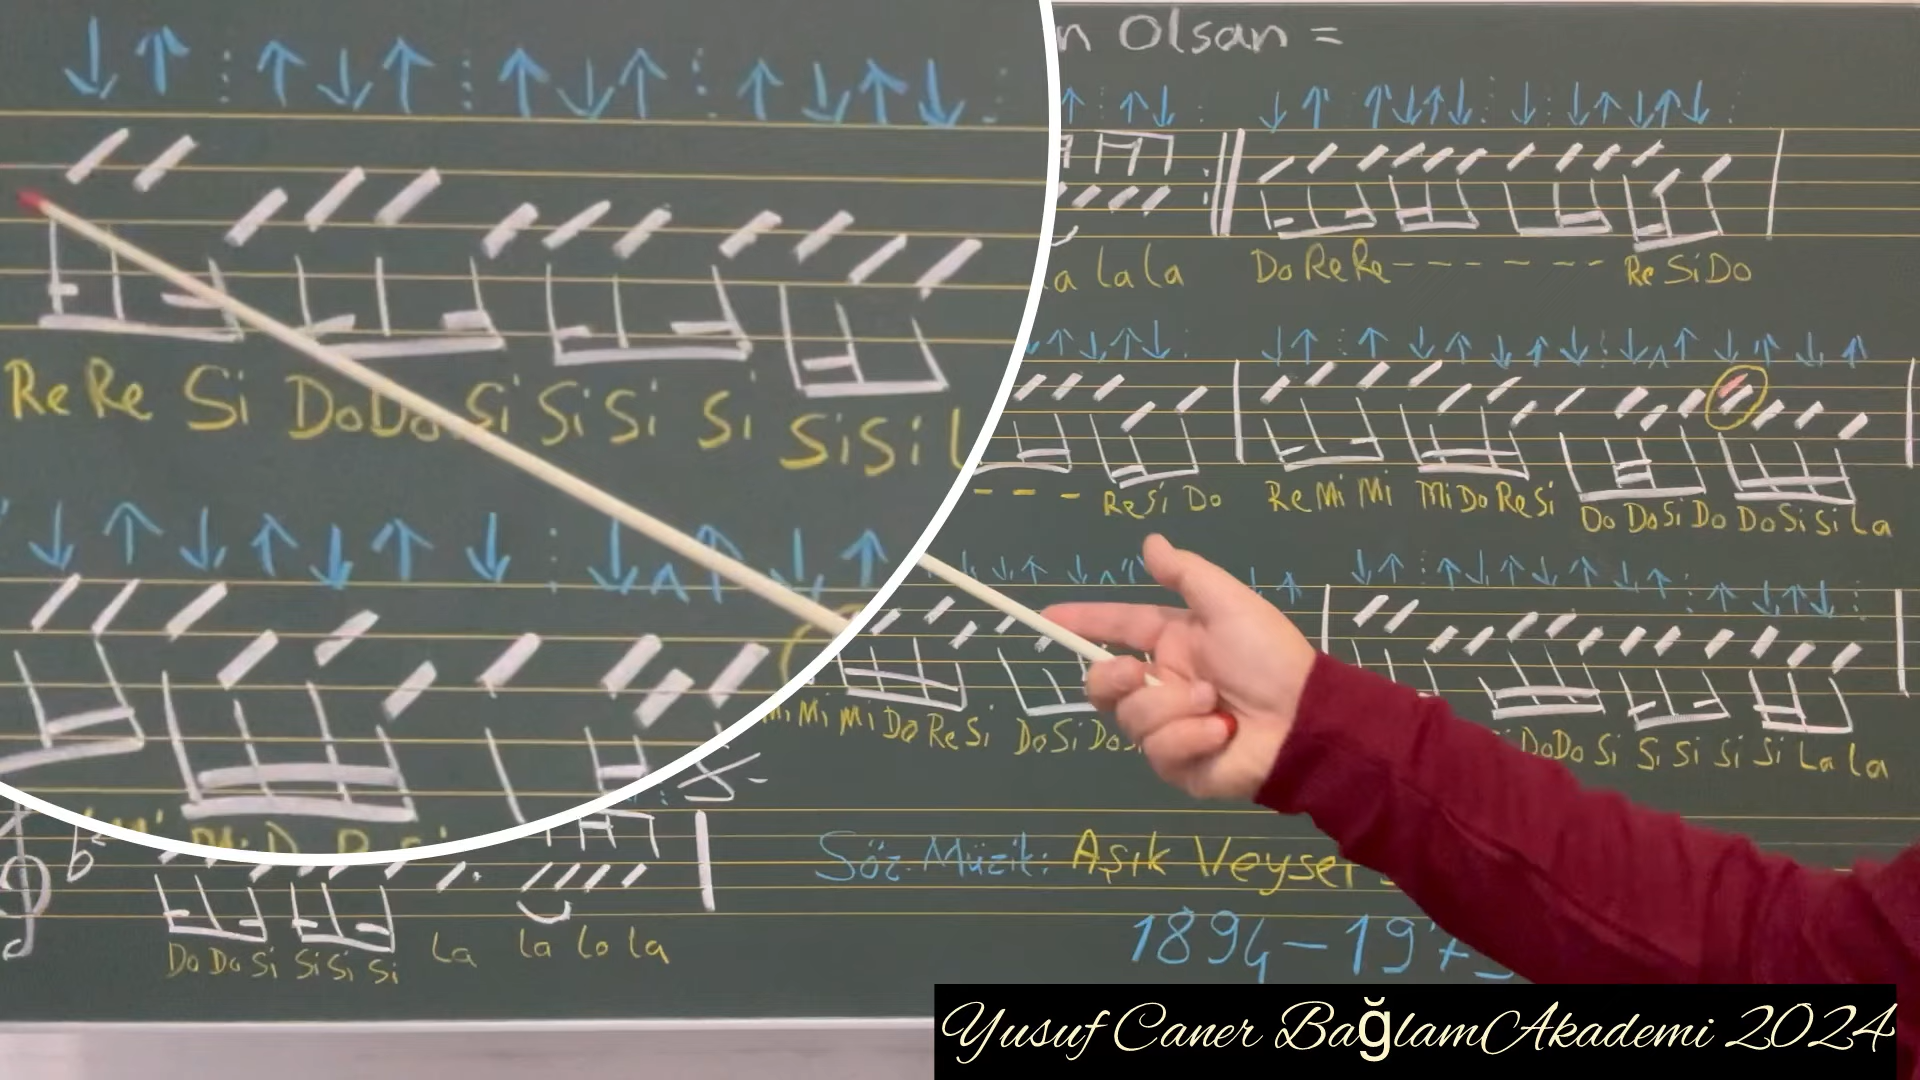 n Olsan =
a la la
Do Re Re - - - - - - - Re Si Do
Re Re Si Do Do Si Si Si Si Si Si L
- - - Re Si Do
Re Mi Mi Mi Do Re Si
Do Do Si Do Do Si Si La
Mi Mi Do Re Si Do Si Do
Do Do Si Si Si Si Si La La
Söz. Müzik: Aşık Veysel
1894-197
Do Do Si Si Si Si La La La La
Yusuf Caner BağlamAkademi 2024